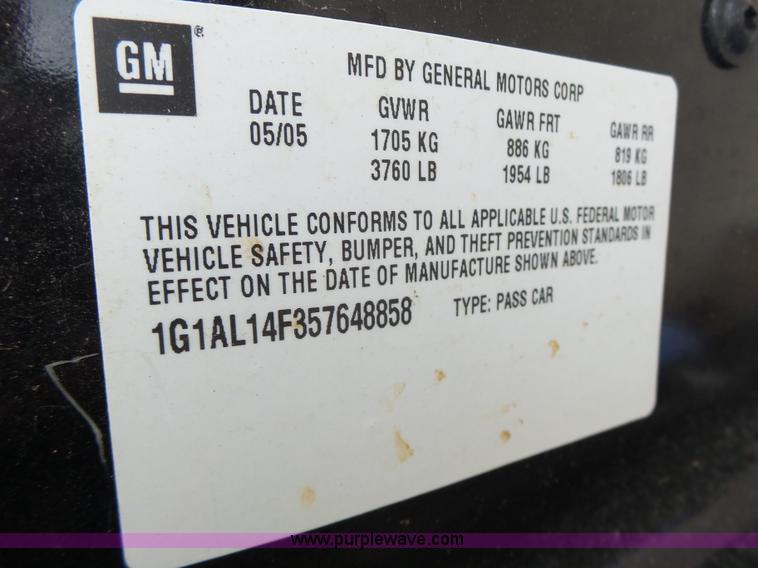 GM®
MFD BY GENERAL MOTORS CORP
DATE GVWR GAWR FRT GAWR RR
05/05 1705 KG 886 KG 819 KG
3760 LB 1954 LB 1806 LB
THIS VEHICLE CONFORMS TO ALL APPLICABLE U.S. FEDERAL MOTOR
VEHICLE SAFETY, BUMPER, AND THEFT PREVENTION STANDARDS IN
EFFECT ON THE DATE OF MANUFACTURE SHOWN ABOVE.
1G1AL14F357648858 TYPE: PASS CAR
www.purplewave.com